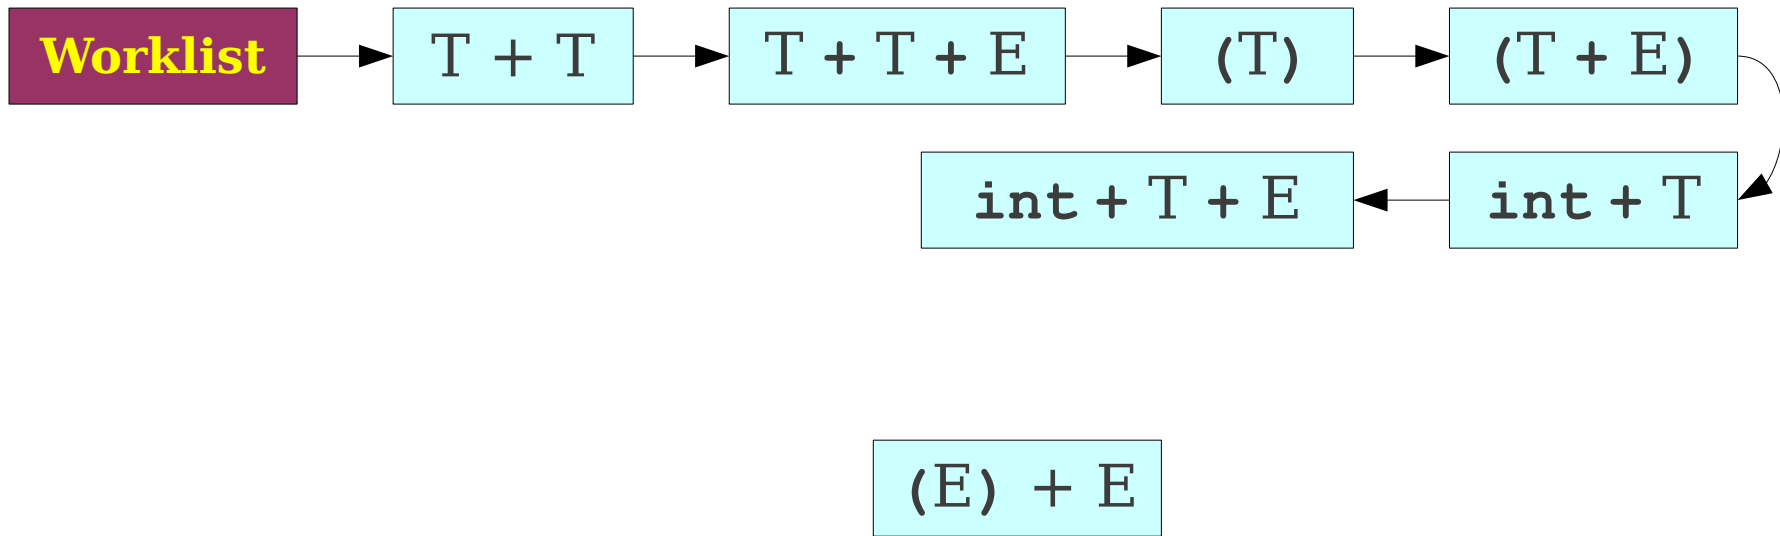 Worklist T + T T + T + E (T) (T + E)
int + T + E int + T
(E) + E